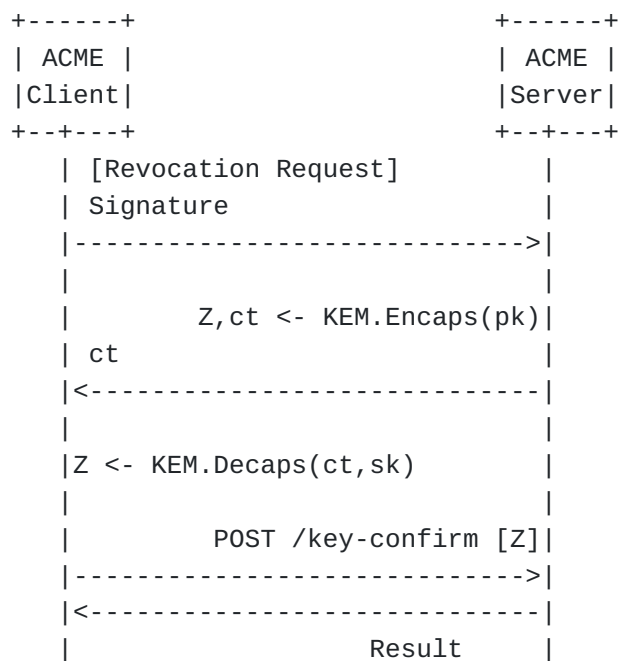 +------+                       +------+
| ACME |                       | ACME |
|Client|                       |Server|
+--+---+                       +--+---+
   | [Revocation Request]         |
   | Signature                    |
   |----------------------------->|
   |                              |
   |        Z,ct <- KEM.Encaps(pk)|
   | ct                           |
   |<-----------------------------|
   |                              |
   |Z <- KEM.Decaps(ct,sk)        |
   |                              |
   |         POST /key-confirm [Z]|
   |----------------------------->|
   |<-----------------------------|
   |                   Result     |